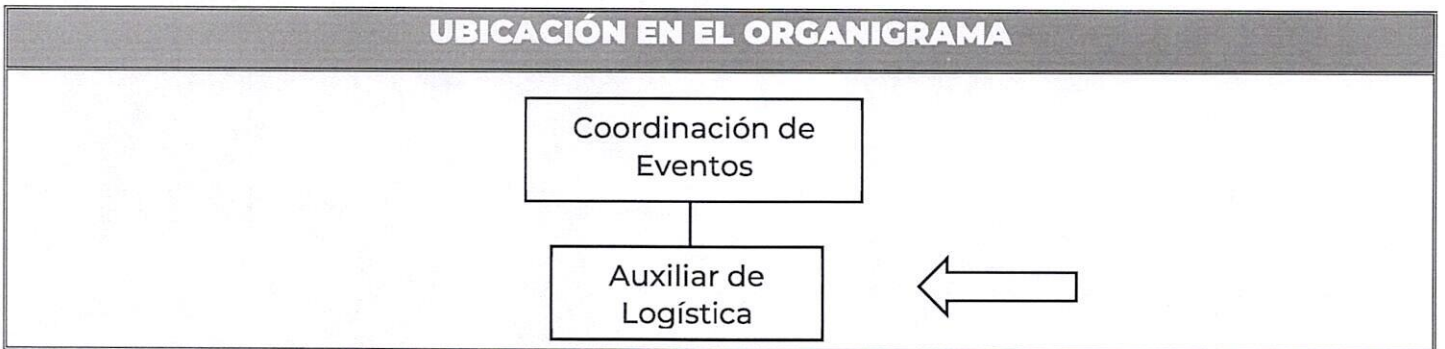 UBICACIÓN EN EL ORGANIGRAMA
Coordinación de
Eventos
Auxiliar de
Logística